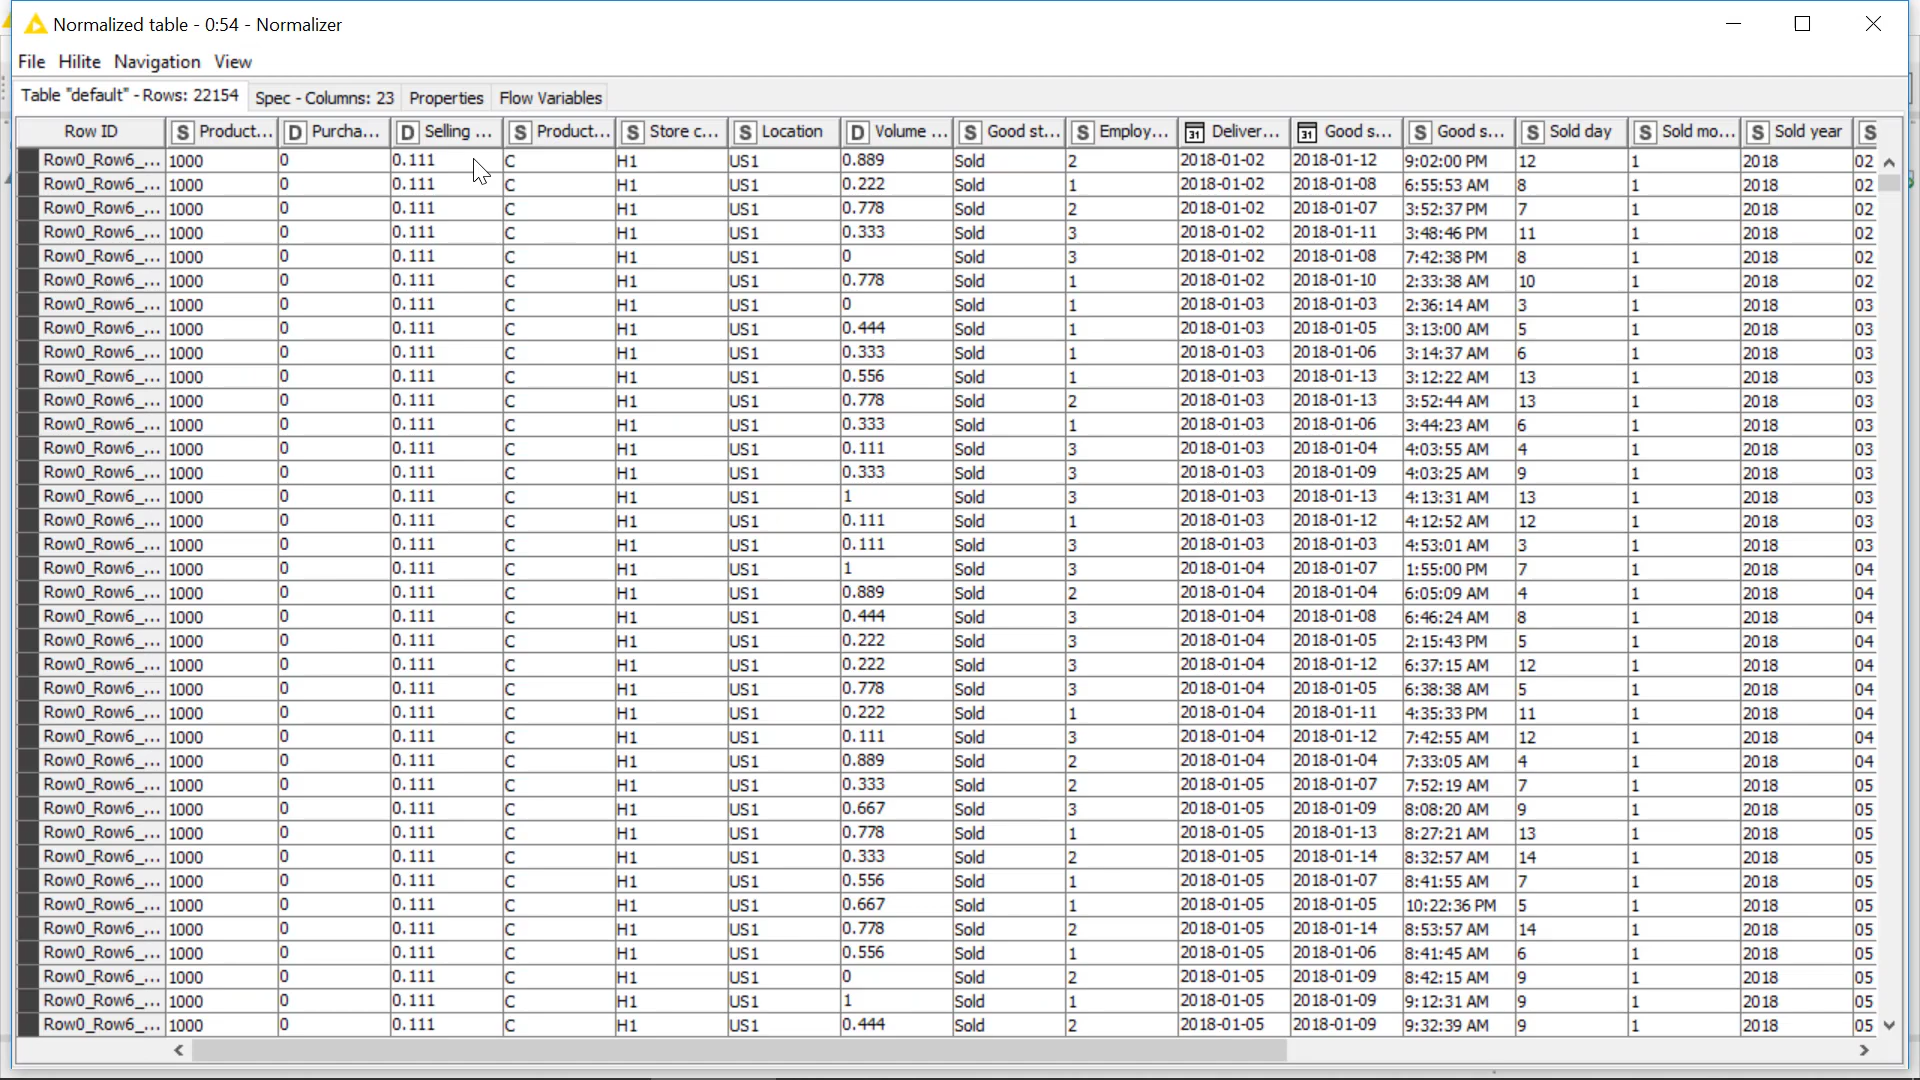 Normalized table - 0:54 - Normalizer
File Hilite Navigation View
Table "default" - Rows: 22154 Spec - Columns: 23 Properties Flow Variables
Row ID S Product... D Purcha... D Selling ... S Product... S Store c... S Location D Volume ... S Good st... S Employ... 31 Deliver... 31 Good s... S Good s... S Sold day S Sold mo... S Sold year S
Row0_Row6_... 1000 0 0.111 C H1 US1 0.889 Sold 2 2018-01-02 2018-01-12 9:02:00 PM 12 1 2018 02
Row0_Row6_... 1000 0 0.111 C H1 US1 0.222 Sold 1 2018-01-02 2018-01-08 6:55:53 AM 8 1 2018 02
Row0_Row6_... 1000 0 0.111 C H1 US1 0.778 Sold 2 2018-01-02 2018-01-07 3:52:37 PM 7 1 2018 02
Row0_Row6_... 1000 0 0.111 C H1 US1 0.333 Sold 3 2018-01-02 2018-01-11 3:48:46 PM 11 1 2018 02
Row0_Row6_... 1000 0 0.111 C H1 US1 0 Sold 3 2018-01-02 2018-01-08 7:42:38 PM 8 1 2018 02
Row0_Row6_... 1000 0 0.111 C H1 US1 0.778 Sold 1 2018-01-02 2018-01-10 2:33:38 AM 10 1 2018 02
Row0_Row6_... 1000 0 0.111 C H1 US1 0 Sold 1 2018-01-03 2018-01-03 2:36:14 AM 3 1 2018 03
Row0_Row6_... 1000 0 0.111 C H1 US1 0.444 Sold 1 2018-01-03 2018-01-05 3:13:00 AM 5 1 2018 03
Row0_Row6_... 1000 0 0.111 C H1 US1 0.333 Sold 1 2018-01-03 2018-01-06 3:14:37 AM 6 1 2018 03
Row0_Row6_... 1000 0 0.111 C H1 US1 0.556 Sold 1 2018-01-03 2018-01-13 3:12:22 AM 13 1 2018 03
Row0_Row6_... 1000 0 0.111 C H1 US1 0.778 Sold 2 2018-01-03 2018-01-13 3:52:44 AM 13 1 2018 03
Row0_Row6_... 1000 0 0.111 C H1 US1 0.333 Sold 1 2018-01-03 2018-01-06 3:44:23 AM 6 1 2018 03
Row0_Row6_... 1000 0 0.111 C H1 US1 0.111 Sold 3 2018-01-03 2018-01-04 4:03:55 AM 4 1 2018 03
Row0_Row6_... 1000 0 0.111 C H1 US1 0.333 Sold 3 2018-01-03 2018-01-09 4:03:25 AM 9 1 2018 03
Row0_Row6_... 1000 0 0.111 C H1 US1 1 Sold 3 2018-01-03 2018-01-13 4:13:31 AM 13 1 2018 03
Row0_Row6_... 1000 0 0.111 C H1 US1 0.111 Sold 1 2018-01-03 2018-01-12 4:12:52 AM 12 1 2018 03
Row0_Row6_... 1000 0 0.111 C H1 US1 0.111 Sold 3 2018-01-03 2018-01-03 4:53:01 AM 3 1 2018 03
Row0_Row6_... 1000 0 0.111 C H1 US1 1 Sold 3 2018-01-04 2018-01-07 1:55:00 PM 7 1 2018 04
Row0_Row6_... 1000 0 0.111 C H1 US1 0.889 Sold 2 2018-01-04 2018-01-04 6:05:09 AM 4 1 2018 04
Row0_Row6_... 1000 0 0.111 C H1 US1 0.444 Sold 3 2018-01-04 2018-01-08 6:46:24 AM 8 1 2018 04
Row0_Row6_... 1000 0 0.111 C H1 US1 0.222 Sold 3 2018-01-04 2018-01-05 2:15:43 PM 5 1 2018 04
Row0_Row6_... 1000 0 0.111 C H1 US1 0.222 Sold 3 2018-01-04 2018-01-12 6:37:15 AM 12 1 2018 04
Row0_Row6_... 1000 0 0.111 C H1 US1 0.778 Sold 3 2018-01-04 2018-01-05 6:38:38 AM 5 1 2018 04
Row0_Row6_... 1000 0 0.111 C H1 US1 0.222 Sold 1 2018-01-04 2018-01-11 4:35:33 PM 11 1 2018 04
Row0_Row6_... 1000 0 0.111 C H1 US1 0.111 Sold 3 2018-01-04 2018-01-12 7:42:55 AM 12 1 2018 04
Row0_Row6_... 1000 0 0.111 C H1 US1 0.889 Sold 2 2018-01-04 2018-01-04 7:33:05 AM 4 1 2018 04
Row0_Row6_... 1000 0 0.111 C H1 US1 0.333 Sold 2 2018-01-05 2018-01-07 7:52:19 AM 7 1 2018 05
Row0_Row6_... 1000 0 0.111 C H1 US1 0.667 Sold 3 2018-01-05 2018-01-09 8:08:20 AM 9 1 2018 05
Row0_Row6_... 1000 0 0.111 C H1 US1 0.778 Sold 1 2018-01-05 2018-01-13 8:27:21 AM 13 1 2018 05
Row0_Row6_... 1000 0 0.111 C H1 US1 0.333 Sold 2 2018-01-05 2018-01-14 8:32:57 AM 14 1 2018 05
Row0_Row6_... 1000 0 0.111 C H1 US1 0.556 Sold 1 2018-01-05 2018-01-07 8:41:55 AM 7 1 2018 05
Row0_Row6_... 1000 0 0.111 C H1 US1 0.667 Sold 1 2018-01-05 2018-01-05 10:22:36 PM 5 1 2018 05
Row0_Row6_... 1000 0 0.111 C H1 US1 0.778 Sold 2 2018-01-05 2018-01-14 8:53:57 AM 14 1 2018 05
Row0_Row6_... 1000 0 0.111 C H1 US1 0.556 Sold 1 2018-01-05 2018-01-06 8:41:45 AM 6 1 2018 05
Row0_Row6_... 1000 0 0.111 C H1 US1 0 Sold 2 2018-01-05 2018-01-09 8:42:15 AM 9 1 2018 05
Row0_Row6_... 1000 0 0.111 C H1 US1 1 Sold 1 2018-01-05 2018-01-09 9:12:31 AM 9 1 2018 05
Row0_Row6_... 1000 0 0.111 C H1 US1 0.444 Sold 2 2018-01-05 2018-01-09 9:32:39 AM 9 1 2018 05